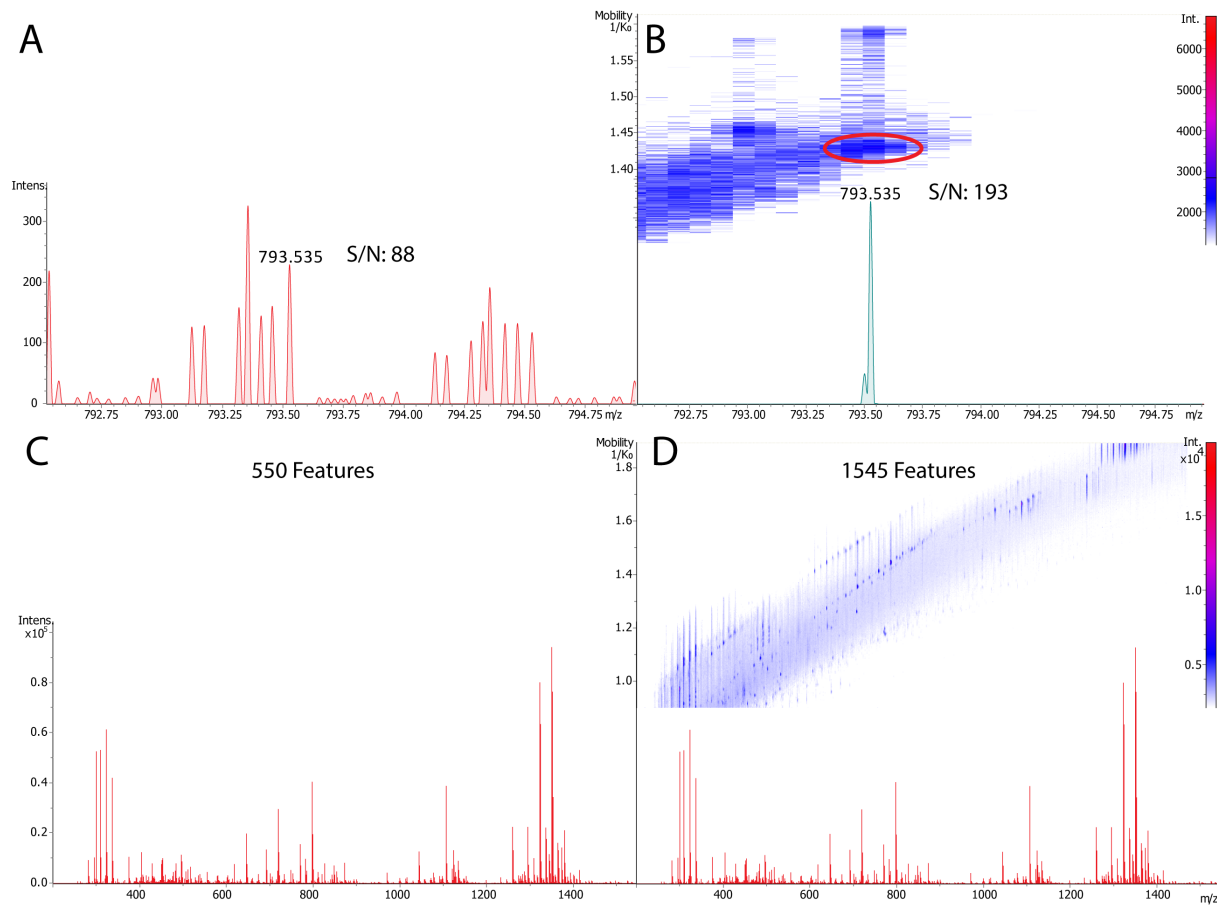 A
Intens.
300
200
100
0
793.535
S/N: 88
792.75
793.00
793.25
793.50
793.75
794.00
794.25
794.50
794.75
m/z
B
Mobility
1/K₀
1.55
1.50
1.45
1.40
Int.
6000
5000
4000
3000
2000
793.535
S/N: 193
792.75
793.00
793.25
793.50
793.75
794.00
794.25
794.50
794.75
m/z
C
550 Features
Intens.
x10⁵
0.8
0.6
0.4
0.2
0.0
400
600
800
1000
1200
1400
D
Mobility
1/K₀
1.8
1.6
1.4
1.2
1.0
1545 Features
Int.
x10⁴
1.5
1.0
0.5
400
600
800
1000
1200
1400
m/z